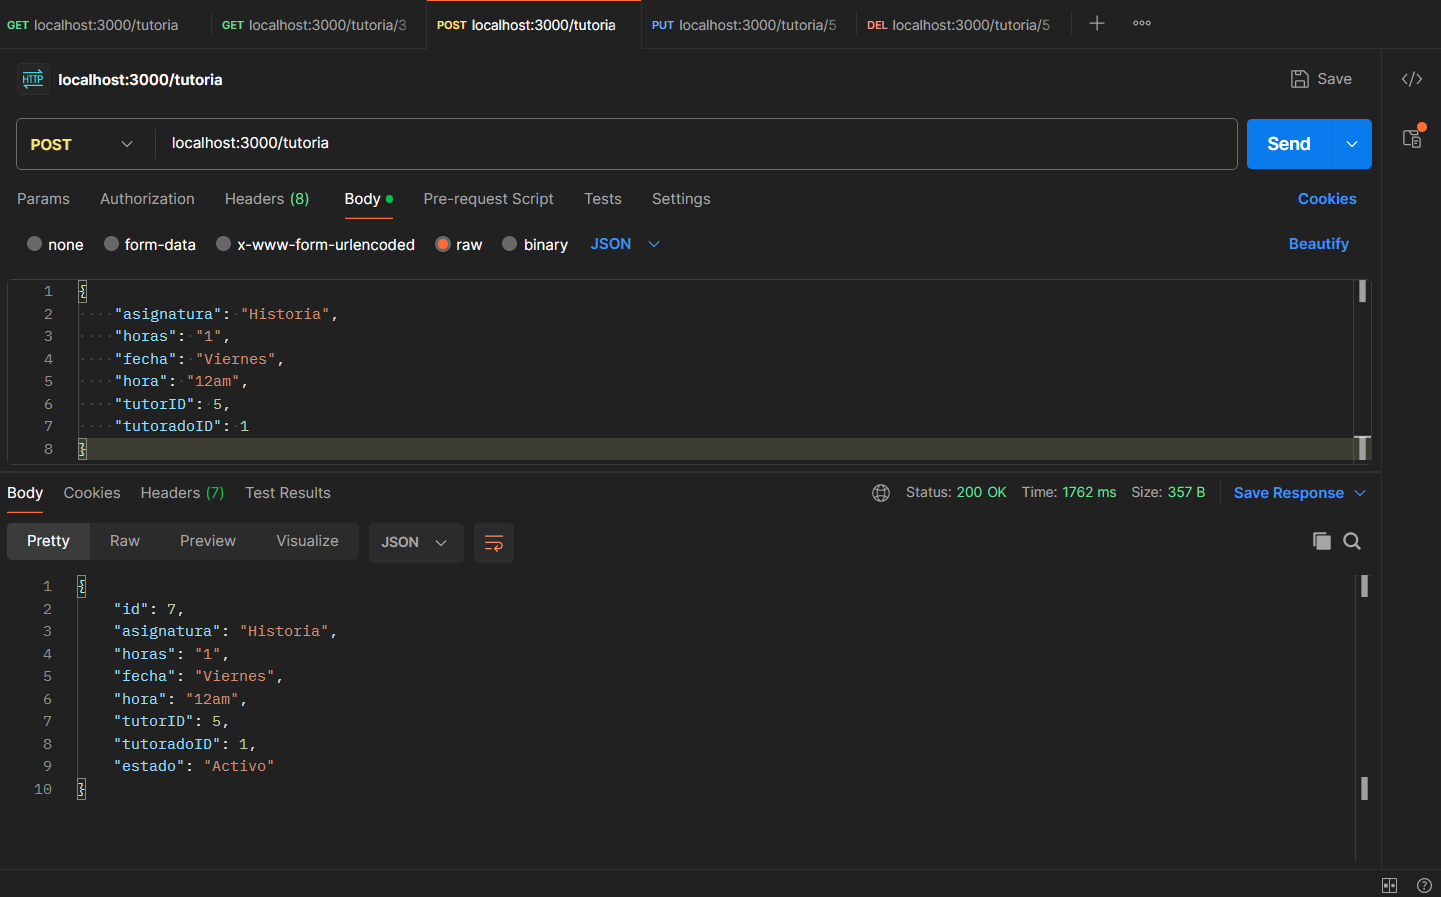 GET localhost:3000/tutoria GET localhost:3000/tutoria/3 POST localhost:3000/tutoria PUT localhost:3000/tutoria/5 DEL localhost:3000/tutoria/5
HTTP localhost:3000/tutoria Save </>
POST localhost:3000/tutoria Send
Params Authorization Headers (8) Body Pre-request Script Tests Settings Cookies
none form-data x-www-form-urlencoded raw binary JSON Beautify
1 {
2 ····"asignatura":·"Historia",
3 ····"horas":·"1",
4 ····"fecha":·"Viernes",
5 ····"hora":·"12am",
6 ····"tutorID":·5,
7 ····"tutoradoID":·1
8 }
Body Cookies Headers (7) Test Results Status: 200 OK Time: 1762 ms Size: 357 B Save Response
Pretty Raw Preview Visualize JSON
1 {
2 "id": 7,
3 "asignatura": "Historia",
4 "horas": "1",
5 "fecha": "Viernes",
6 "hora": "12am",
7 "tutorID": 5,
8 "tutoradoID": 1,
9 "estado": "Activo"
10 }